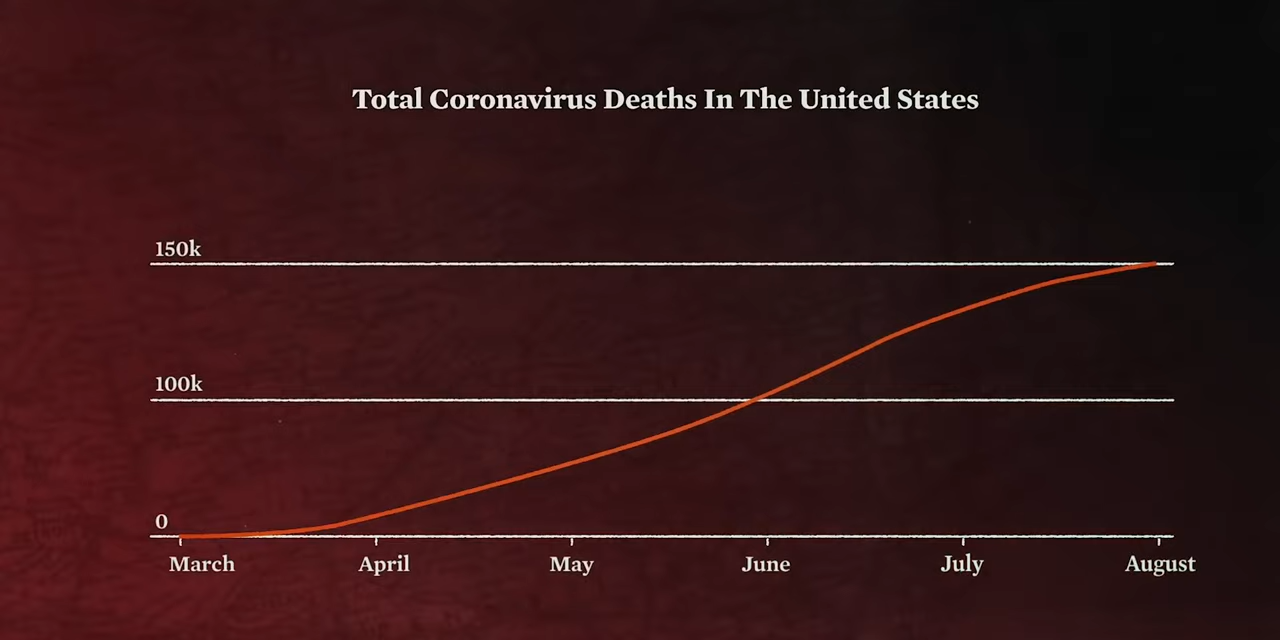 Total Coronavirus Deaths In The United States
150k
100k
0
March April May June July August